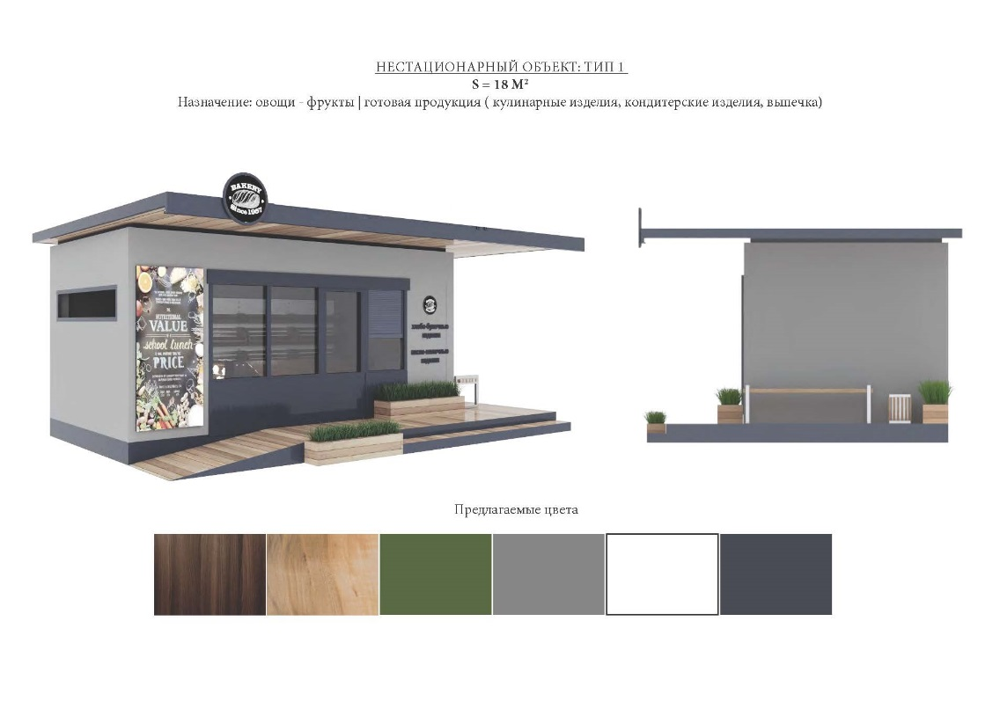 НЕСТАЦИОНАРНЫЙ ОБЪЕКТ: ТИП 1
S = 18 М²
Назначение: овощи - фрукты | готовая продукция ( кулинарные изделия, кондитерские изделия, выпечка)
BAKERY
Since 1957
NUTRITIONAL
VALUE
school lunch
PRICE
Предлагаемые цвета